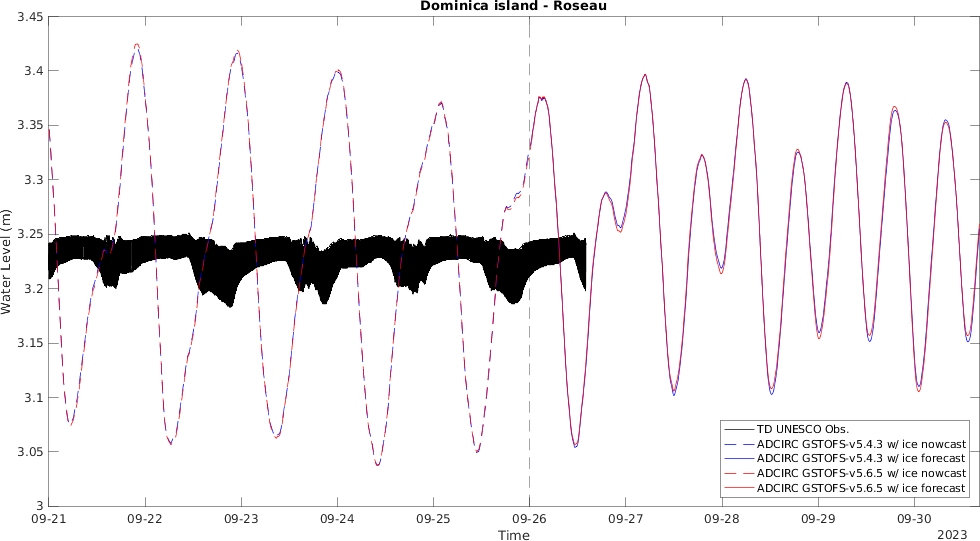 Dominica island - Roseau
3.45
3.4
3.35
3.3
3.25
3.2
3.15
3.1
3.05
3
Water Level (m)
09-21 09-22 09-23 09-24 09-25 09-26 09-27 09-28 09-29 09-30
Time
2023
TD UNESCO Obs.
ADCIRC GSTOFS-v5.4.3 w/ ice nowcast
ADCIRC GSTOFS-v5.4.3 w/ ice forecast
ADCIRC GSTOFS-v5.6.5 w/ ice nowcast
ADCIRC GSTOFS-v5.6.5 w/ ice forecast